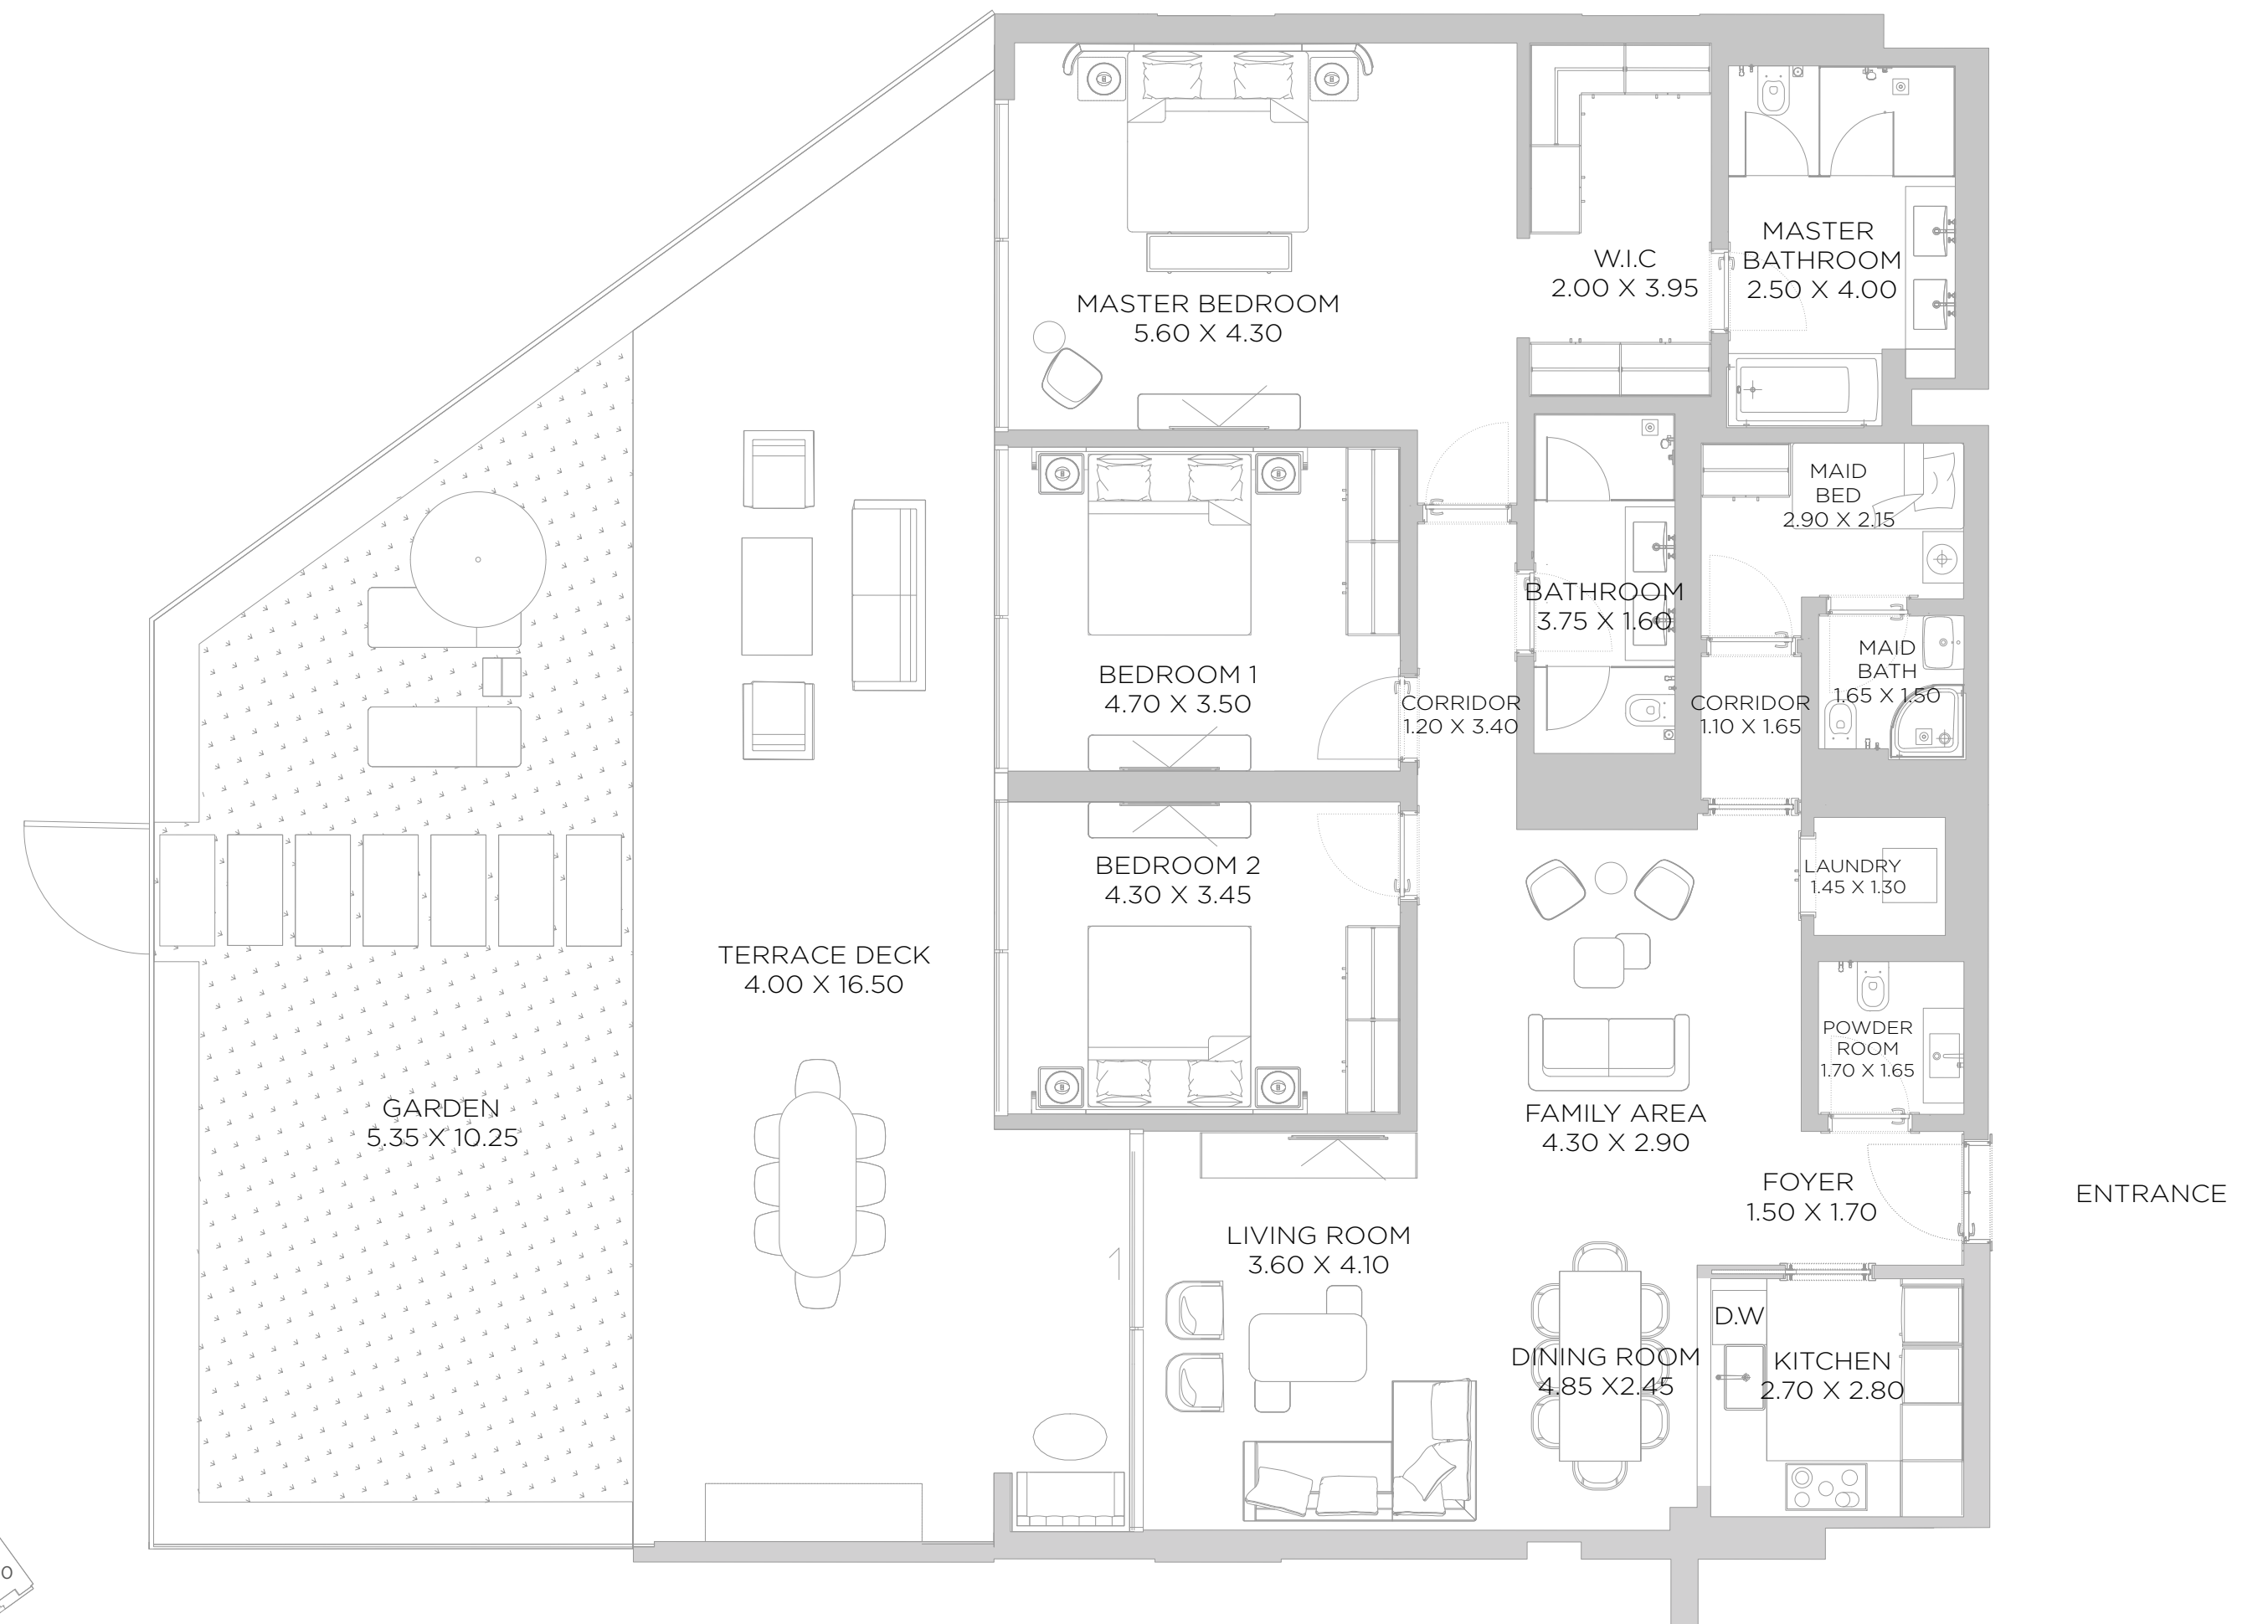 MASTER BEDROOM
5.60 X 4.30
W.I.C
2.00 X 3.95
MASTER
BATHROOM
2.50 X 4.00
MAID
BED
2.90 X 2.15
BATHROOM
3.75 X 1.60
MAID
BATH
1.65 X 1.50
BEDROOM 1
4.70 X 3.50
CORRIDOR
1.20 X 3.40
CORRIDOR
1.10 X 1.65
BEDROOM 2
4.30 X 3.45
LAUNDRY
1.45 X 1.30
TERRACE DECK
4.00 X 16.50
POWDER
ROOM
1.70 X 1.65
GARDEN
5.35 X 10.25
FAMILY AREA
4.30 X 2.90
FOYER
1.50 X 1.70
ENTRANCE
LIVING ROOM
3.60 X 4.10
1
D.W
DINING ROOM
4.85 X2.45
KITCHEN
2.70 X 2.80